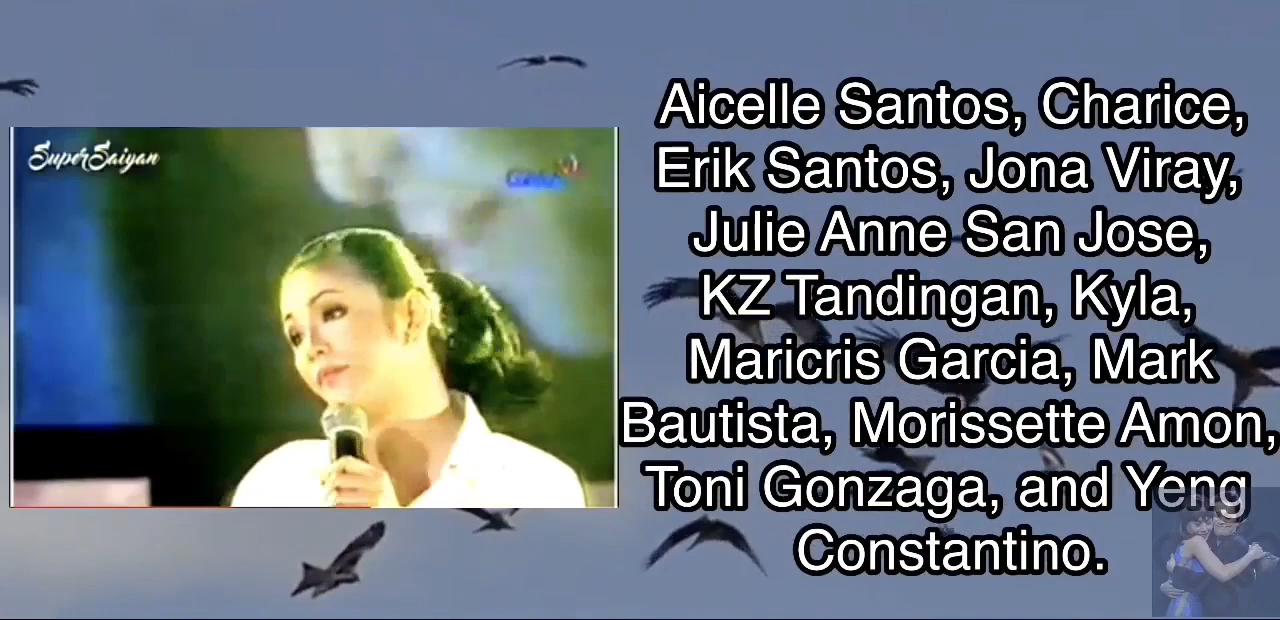 SuperSaiyan
GMA
Aicelle Santos, Charice,
Erik Santos, Jona Viray,
Julie Anne San Jose,
KZ Tandingan, Kyla,
Maricris Garcia, Mark
Bautista, Morissette Amon,
Toni Gonzaga, and Yeng
Constantino.